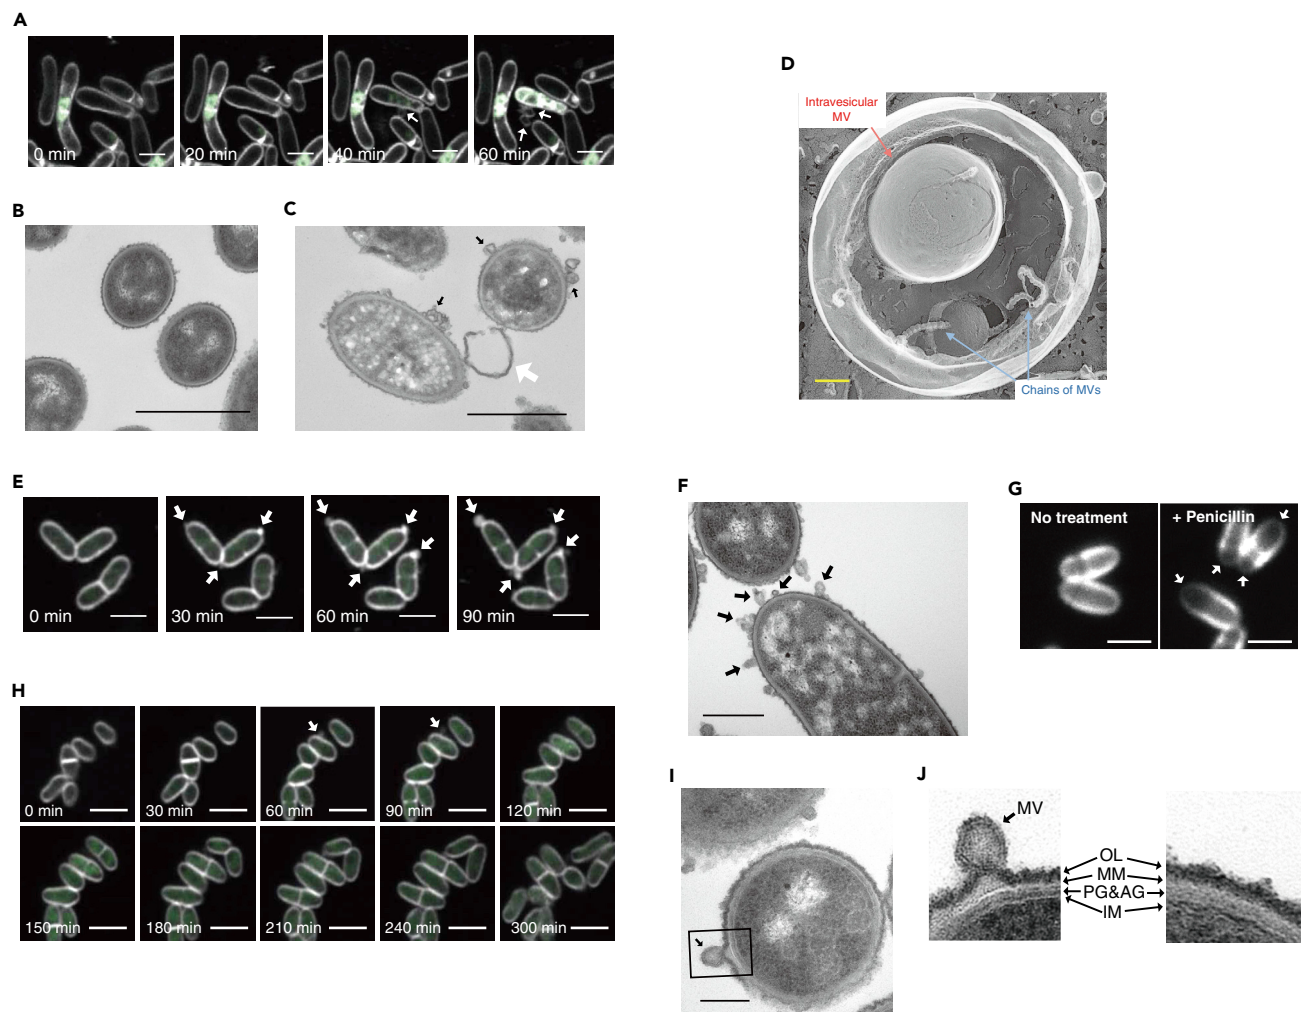 A
0 min
20 min
40 min
60 min
B
C
D
Intravesicular
MV
Chains of MVs
E
0 min
30 min
60 min
90 min
F
G
No treatment
+ Penicillin
H
0 min
30 min
60 min
90 min
120 min
150 min
180 min
210 min
240 min
300 min
I
J
MV
OL
MM
PG&AG
IM